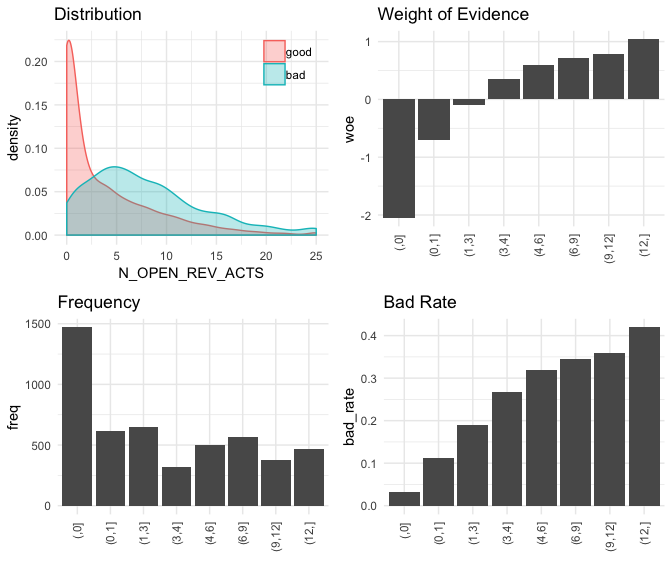 Distribution
good
bad
density
0.20
0.15
0.10
0.05
0.00
0 5 10 15 20 25
N_OPEN_REV_ACTS
Weight of Evidence
woe
1
0
-1
-2
(,0] (0,1] (1,3] (3,4] (4,6] (6,9] (9,12] (12,]
Frequency
freq
1500
1000
500
0
(,0] (0,1] (1,3] (3,4] (4,6] (6,9] (9,12] (12,]
Bad Rate
bad_rate
0.4
0.3
0.2
0.1
0.0
(,0] (0,1] (1,3] (3,4] (4,6] (6,9] (9,12] (12,]